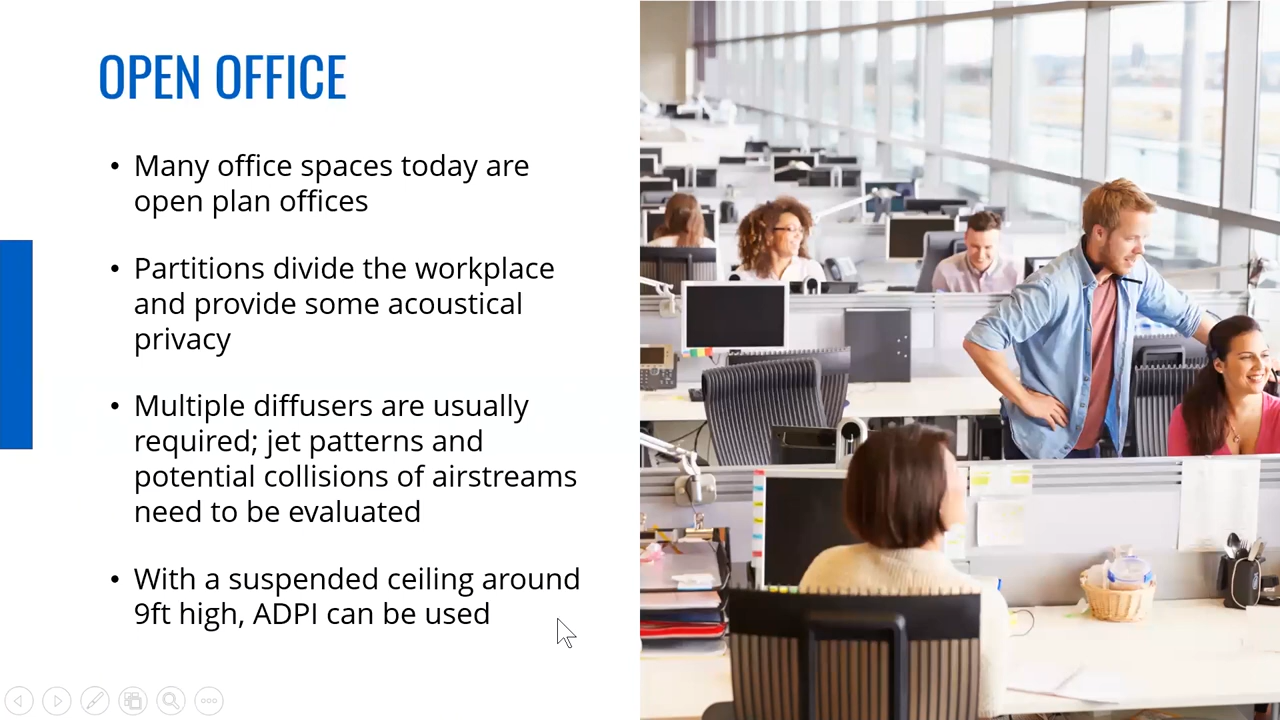 OPEN OFFICE
• Many office spaces today are
open plan offices
• Partitions divide the workplace
and provide some acoustical
privacy
• Multiple diffusers are usually
required; jet patterns and
potential collisions of airstreams
need to be evaluated
• With a suspended ceiling around
9ft high, ADPI can be used